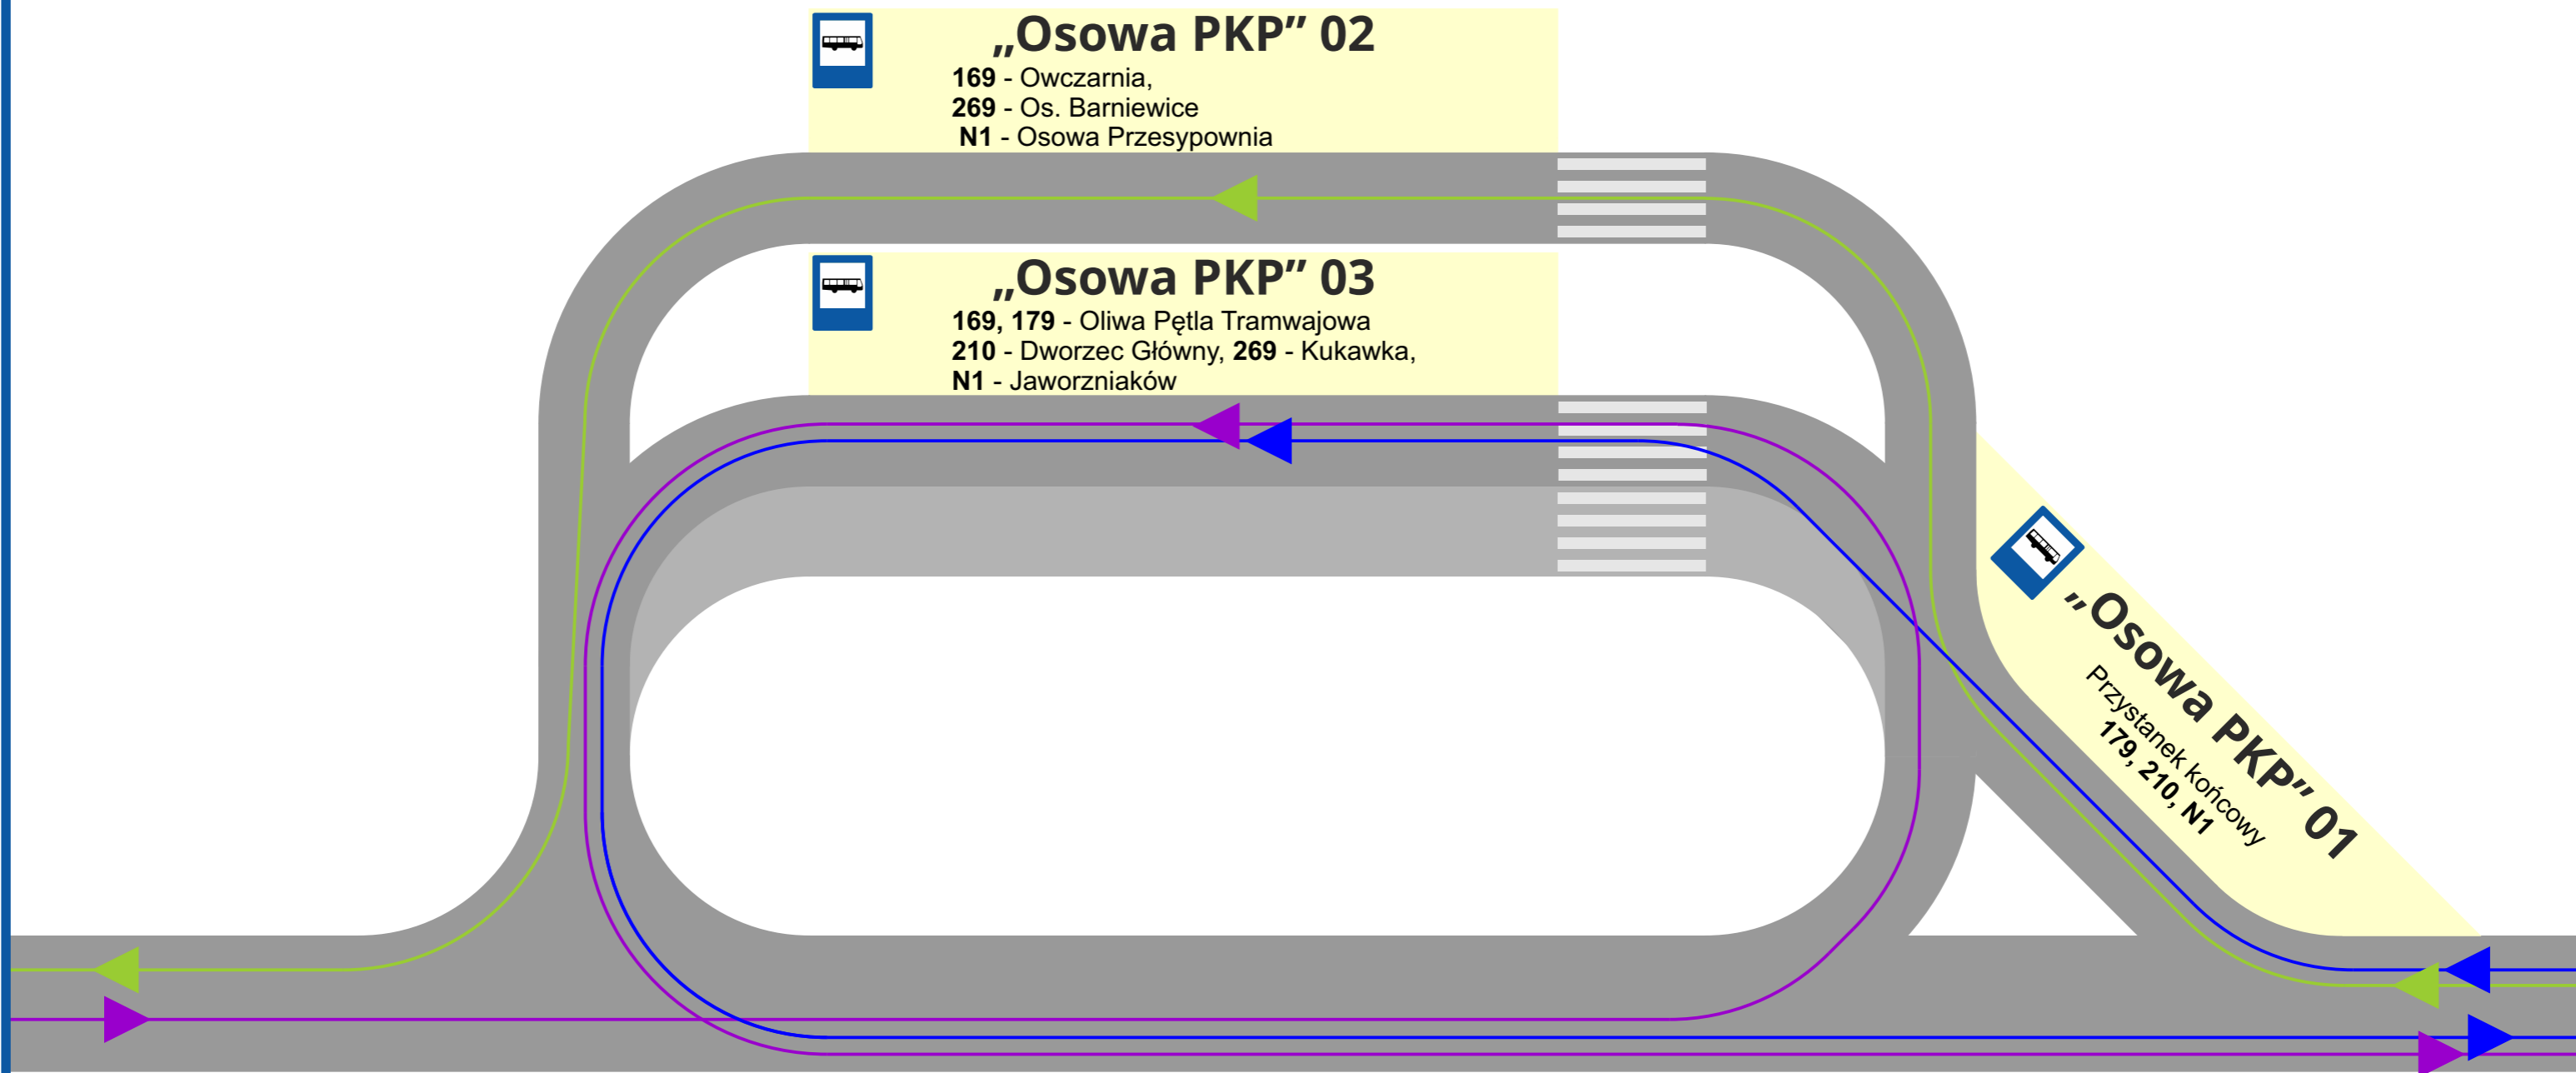 „Osowa PKP” 02
169 - Owczarnia,
269 - Os. Barniewice
N1 - Osowa Przesypownia
„Osowa PKP” 03
169, 179 - Oliwa Pętla Tramwajowa
210 - Dworzec Główny, 269 - Kukawka,
N1 - Jaworzniaków
„Osowa PKP” 01
Przystanek końcowy
179, 210, N1